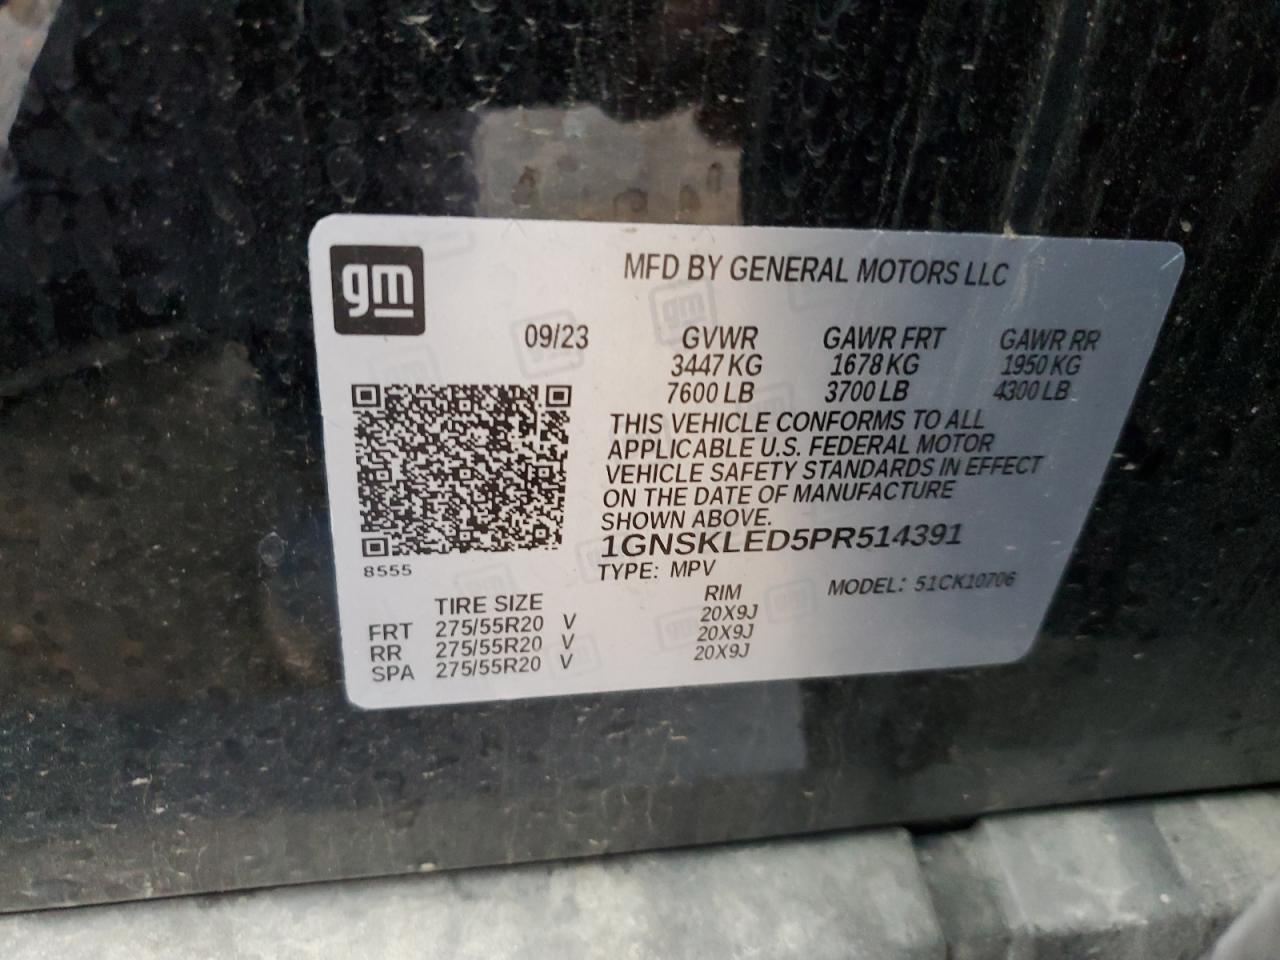 gm
MFD BY GENERAL MOTORS LLC
09/23 GVWR GAWR FRT GAWR RR
3447 KG 1678 KG 1950 KG
7600 LB 3700 LB 4300 LB
THIS VEHICLE CONFORMS TO ALL
APPLICABLE U.S. FEDERAL MOTOR
VEHICLE SAFETY STANDARDS IN EFFECT
ON THE DATE OF MANUFACTURE
SHOWN ABOVE.
1GNSKLED5PR514391
8555
TYPE: MPV MODEL: 51CK10706
TIRE SIZE RIM
FRT 275/55R20 V 20X9J
RR 275/55R20 V 20X9J
SPA 275/55R20 V 20X9J